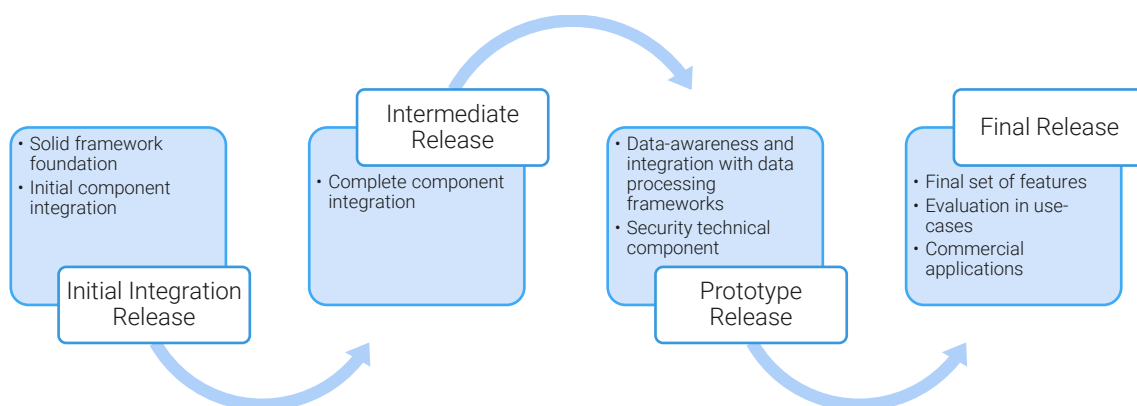 • Solid framework
foundation
• Initial component
integration
Initial Integration
Release
Intermediate
Release
• Complete component
integration
• Data-awareness and
integration with data
processing
frameworks
• Security technical
component
Prototype
Release
Final Release
• Final set of features
• Evaluation in use-
cases
• Commercial
applications